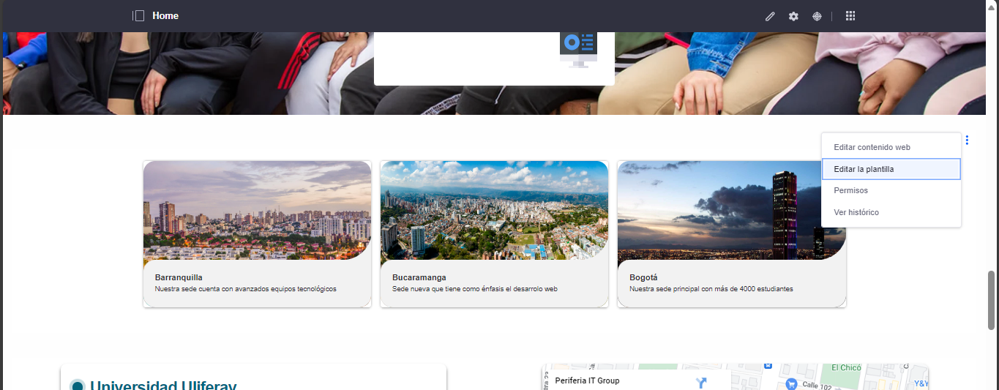 Home
Editar contenido web
Editar la plantilla
Permisos
Ver histórico
Barranquilla
Nuestra sede cuenta con avanzados equipos tecnológicos
Bucaramanga
Sede nueva que tiene como énfasis el desarrolo web
Bogotá
Nuestra sede principal con más de 4000 estudiantes
Universidad Uliferay
Periferia IT Group
El Chicó
Calle 102
Y&Y